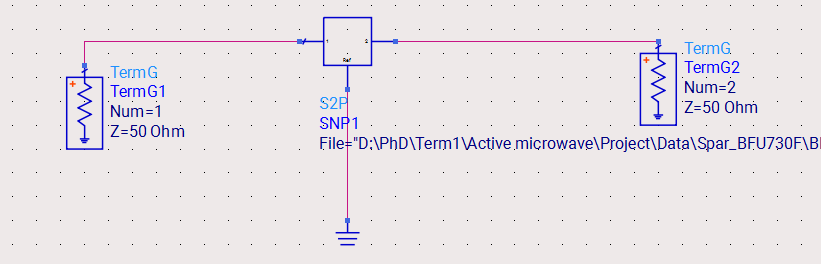 1
2
Ref
TermG
TermG1
Num=1
Z=50 Ohm
S2P
SNP1
File="D:\PhD\Term1\Active microwave\Project\Data\Spar_BFU730F\B
TermG
TermG2
Num=2
Z=50 Ohm